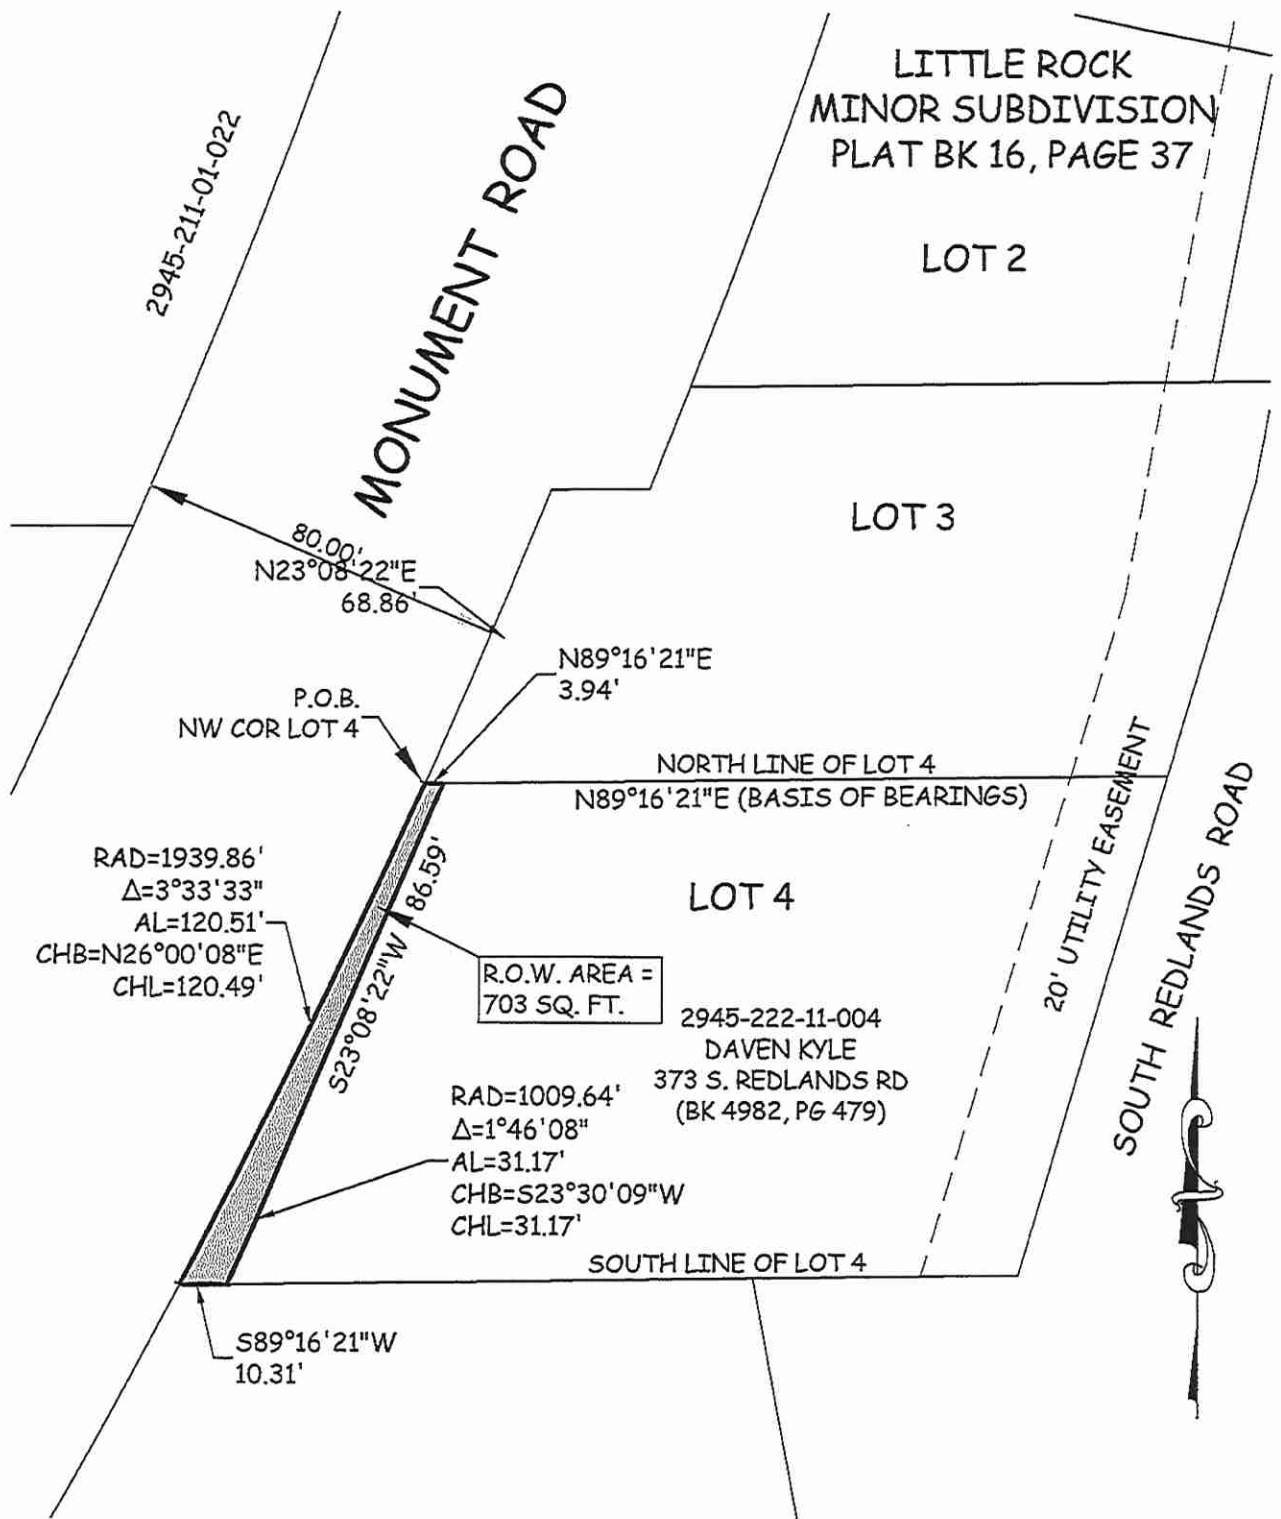 LITTLE ROCK
MINOR SUBDIVISION
PLAT BK 16, PAGE 37
LOT 2
2945-211-01-022
MONUMENT ROAD
LOT 3
80.00'
N23°08'22"E
68.86'
N89°16'21"E
3.94'
P.O.B.
NW COR LOT 4
NORTH LINE OF LOT 4
N89°16'21"E (BASIS OF BEARINGS)
RAD=1939.86'
Δ=3°33'33"
AL=120.51'
CHB=N26°00'08"E
CHL=120.49'
S23°08'22"W 86.59'
LOT 4
R.O.W. AREA =
703 SQ. FT.
2945-222-11-004
DAVEN KYLE
373 S. REDLANDS RD
(BK 4982, PG 479)
20' UTILITY EASEMENT
SOUTH REDLANDS ROAD
RAD=1009.64'
Δ=1°46'08"
AL=31.17'
CHB=S23°30'09"W
CHL=31.17'
SOUTH LINE OF LOT 4
S89°16'21"W
10.31'